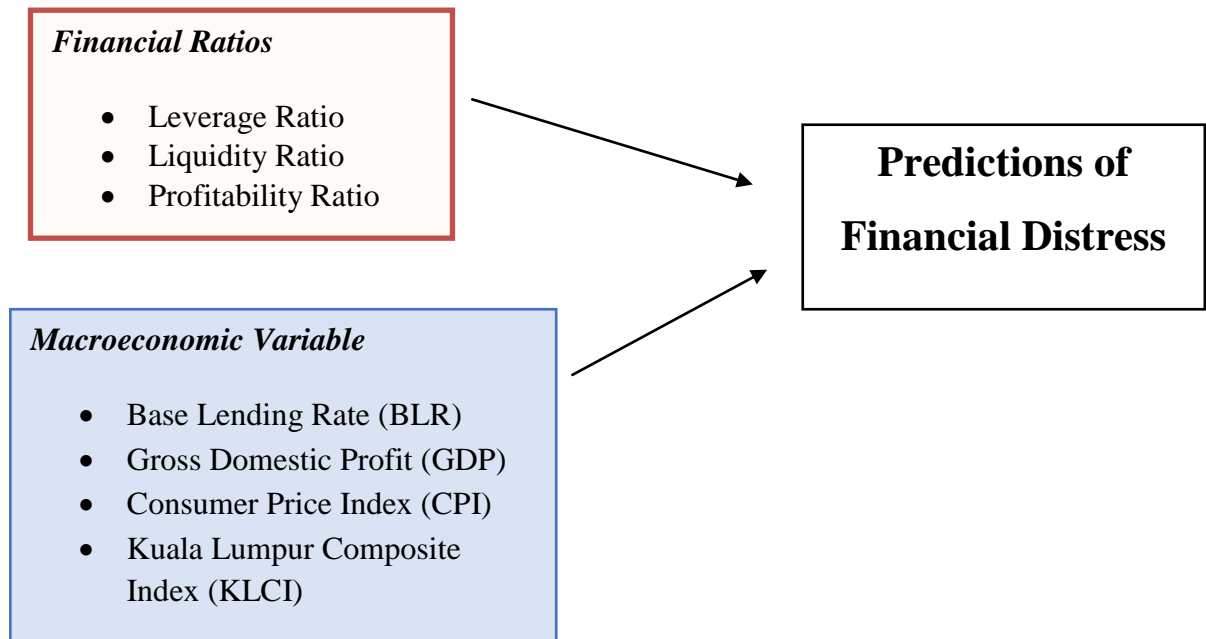 Financial Ratios
• Leverage Ratio
• Liquidity Ratio
• Profitability Ratio
Predictions of
Financial Distress
Macroeconomic Variable
• Base Lending Rate (BLR)
• Gross Domestic Profit (GDP)
• Consumer Price Index (CPI)
• Kuala Lumpur Composite
Index (KLCI)